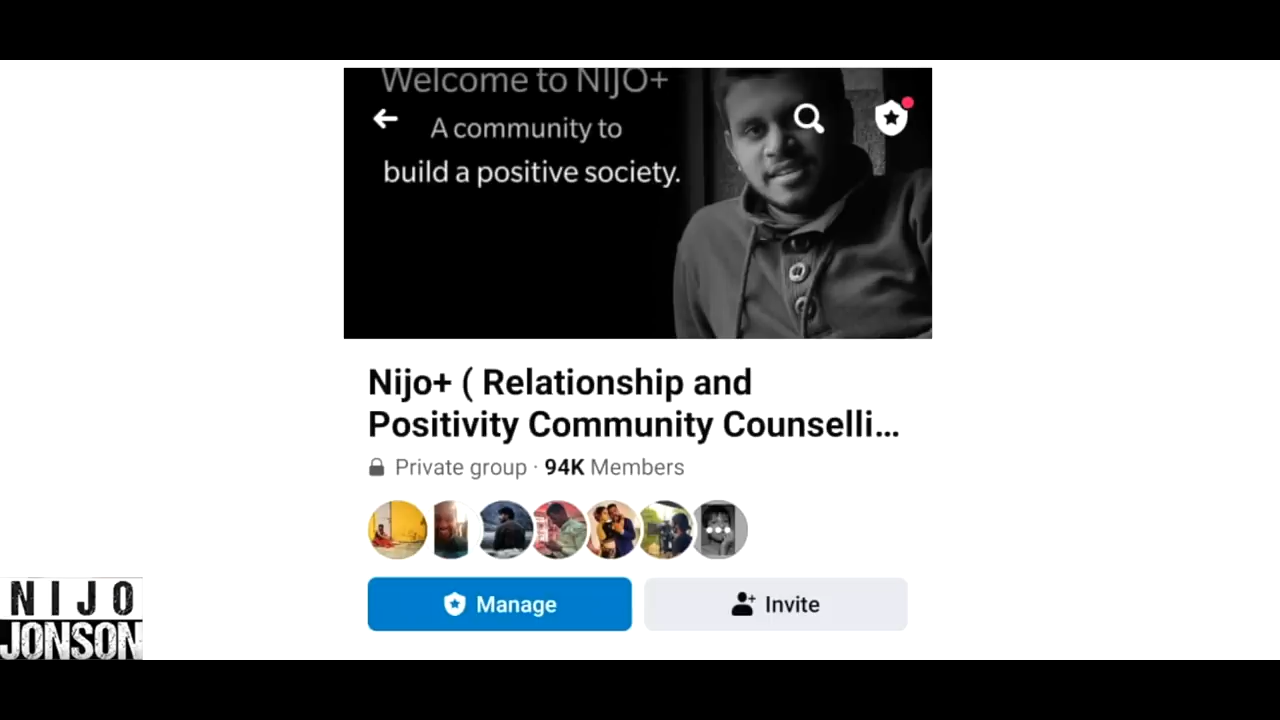 Welcome to NIJO+
A community to
build a positive society.
Nijo+ ( Relationship and
Positivity Community Counselli...
Private group · 94K Members
Manage
Invite
NIJO
JONSON